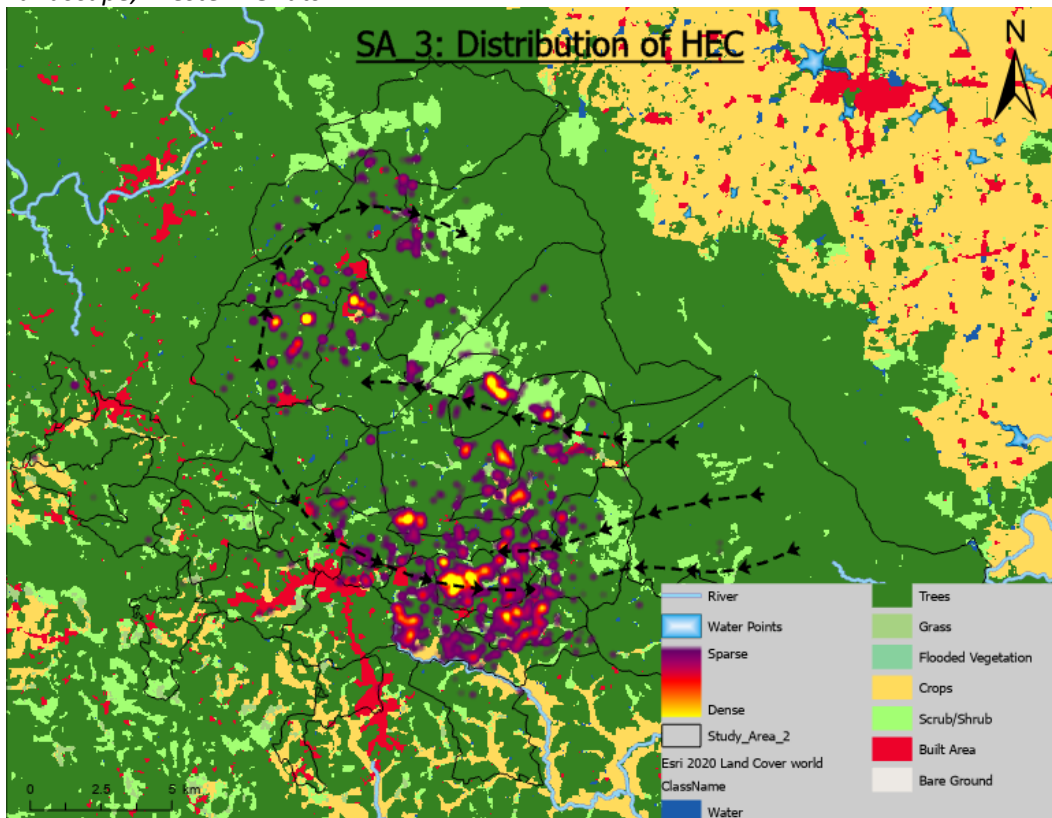 SA_3: Distribution of HEC
N
0 2.5 5 km
River
Water Points
Sparse
Dense
Study_Area_2
Esri 2020 Land Cover world
ClassName
Water
Trees
Grass
Flooded Vegetation
Crops
Scrub/Shrub
Built Area
Bare Ground